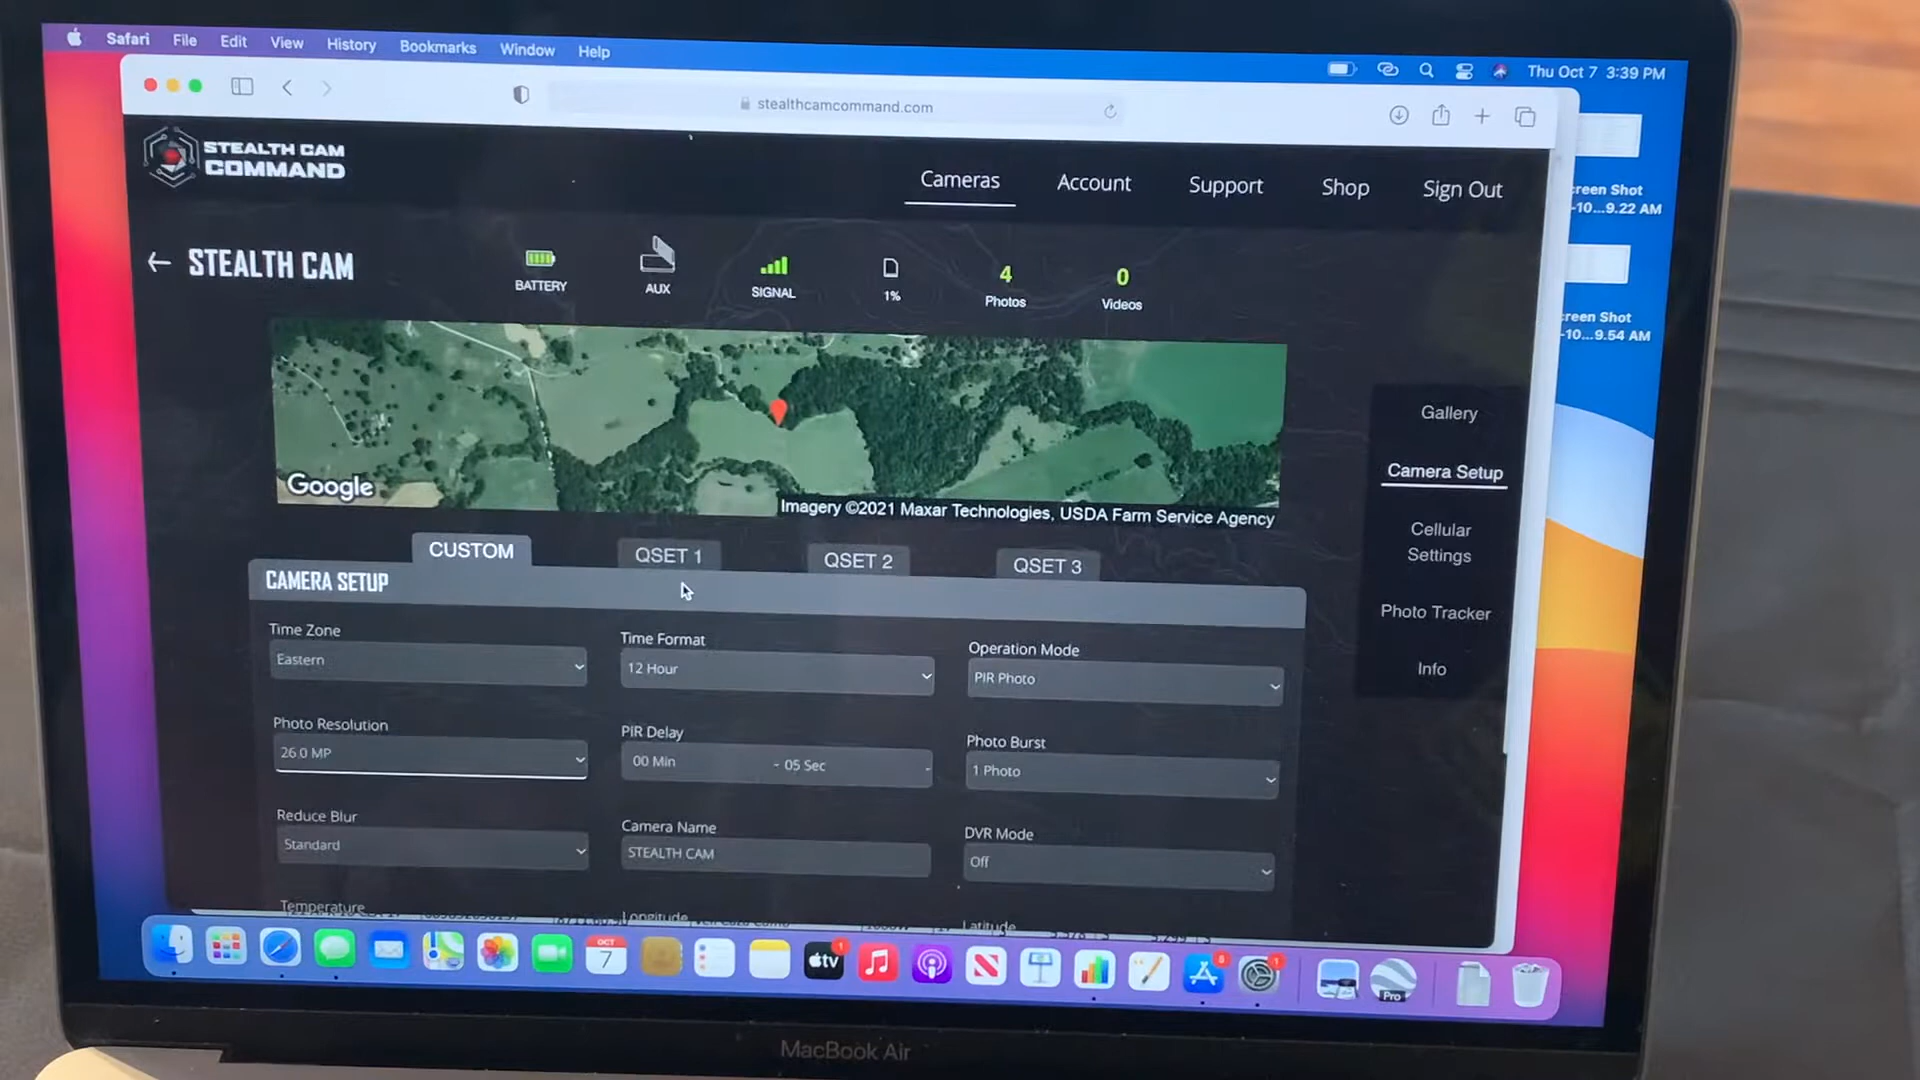 Safari File Edit View History Bookmarks Window Help
Thu Oct 7 3:39 PM
stealthcamcommand.com
STEALTH CAM
COMMAND
Cameras Account Support Shop Sign Out
creen Shot
-10...9.22 AM
STEALTH CAM
BATTERY
AUX
SIGNAL
1%
4
Photos
0
Videos
creen Shot
-10...9.54 AM
Google
Imagery ©2021 Maxar Technologies, USDA Farm Service Agency
Gallery
Camera Setup
Cellular
Settings
Photo Tracker
Info
CUSTOM QSET 1 QSET 2 QSET 3
CAMERA SETUP
Time Zone
Eastern
Time Format
12 Hour
Operation Mode
PIR Photo
Photo Resolution
26.0 MP
PIR Delay
00 Min - 05 Sec
Photo Burst
1 Photo
Reduce Blur
Standard
Camera Name
STEALTH CAM
DVR Mode
Off
Temperature
Longitude
Latitude
OCT
7
tv
1
8
1
Pro
MacBook Air